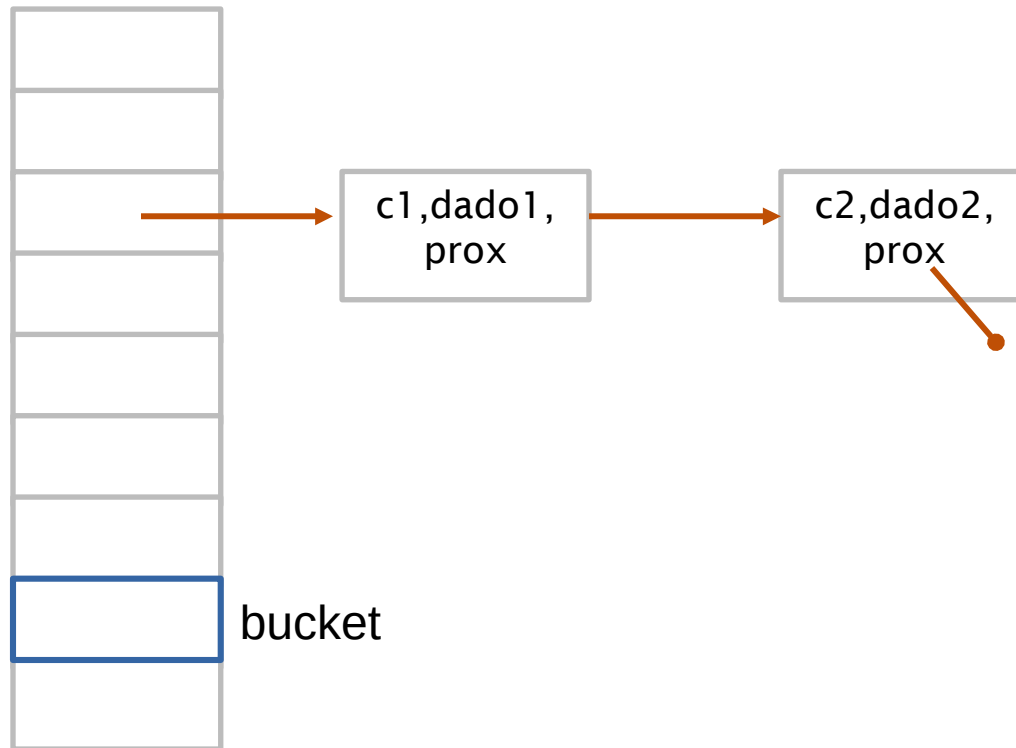 c1,dado1,
prox
c2,dado2,
prox
bucket